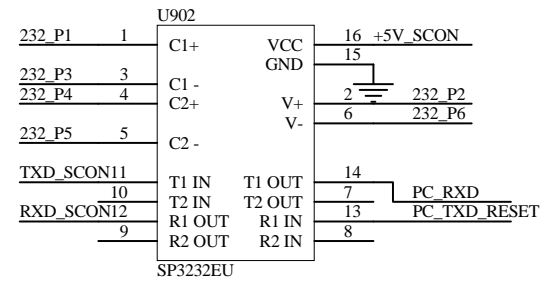 U902
232_P1 1 C1+ VCC 16 +5V_SCON
GND 15
232_P3 3 C1 -
232_P4 4 C2+ V+ 2 232_P2
V- 6 232_P6
232_P5 5 C2 -
TXD_SCON11 T1 IN T1 OUT 14
10 T2 IN T2 OUT 7 PC_RXD
RXD_SCON12 R1 OUT R1 IN 13 PC_TXD_RESET
9 R2 OUT R2 IN 8
SP3232EU